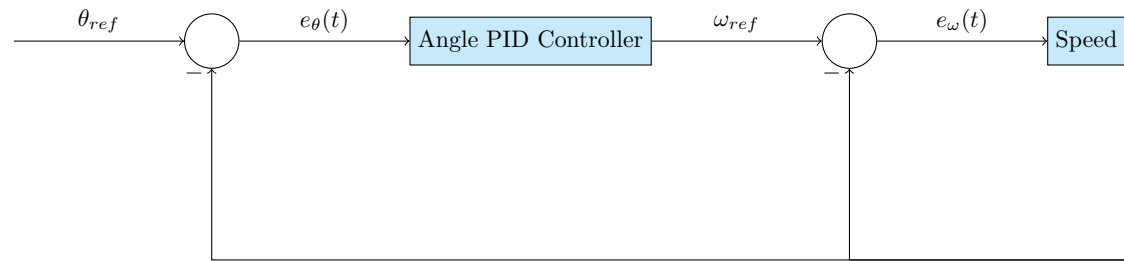 θ_ref e_θ(t) Angle PID Controller ω_ref e_ω(t) Speed
− −